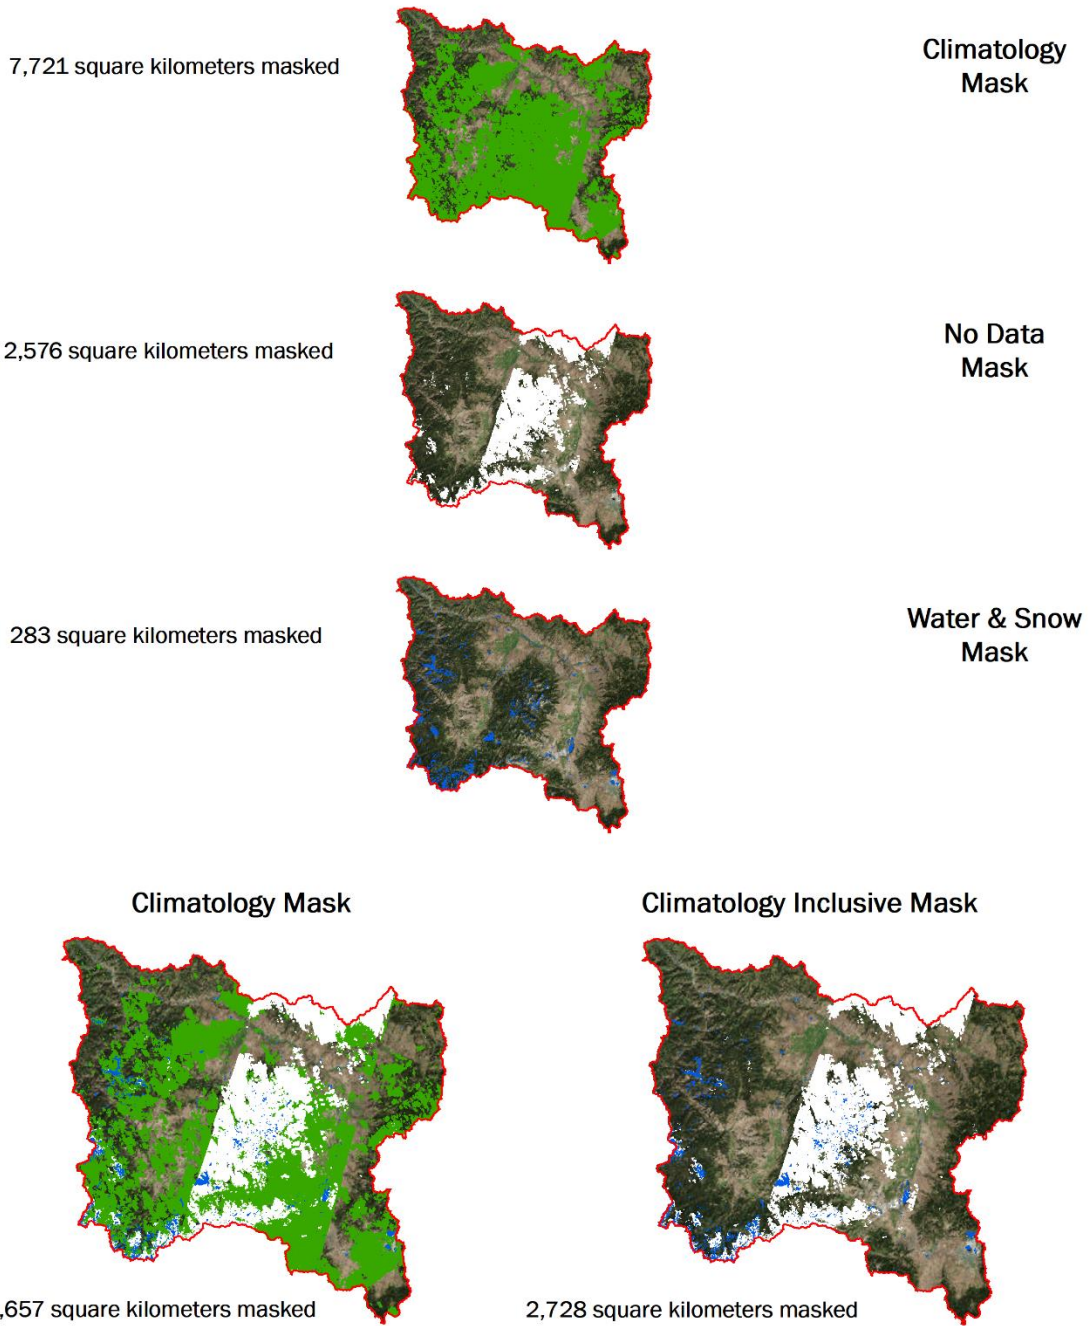 7,721 square kilometers masked
Climatology
Mask
2,576 square kilometers masked
No Data
Mask
283 square kilometers masked
Water & Snow
Mask
Climatology Mask
Climatology Inclusive Mask
,657 square kilometers masked
2,728 square kilometers masked